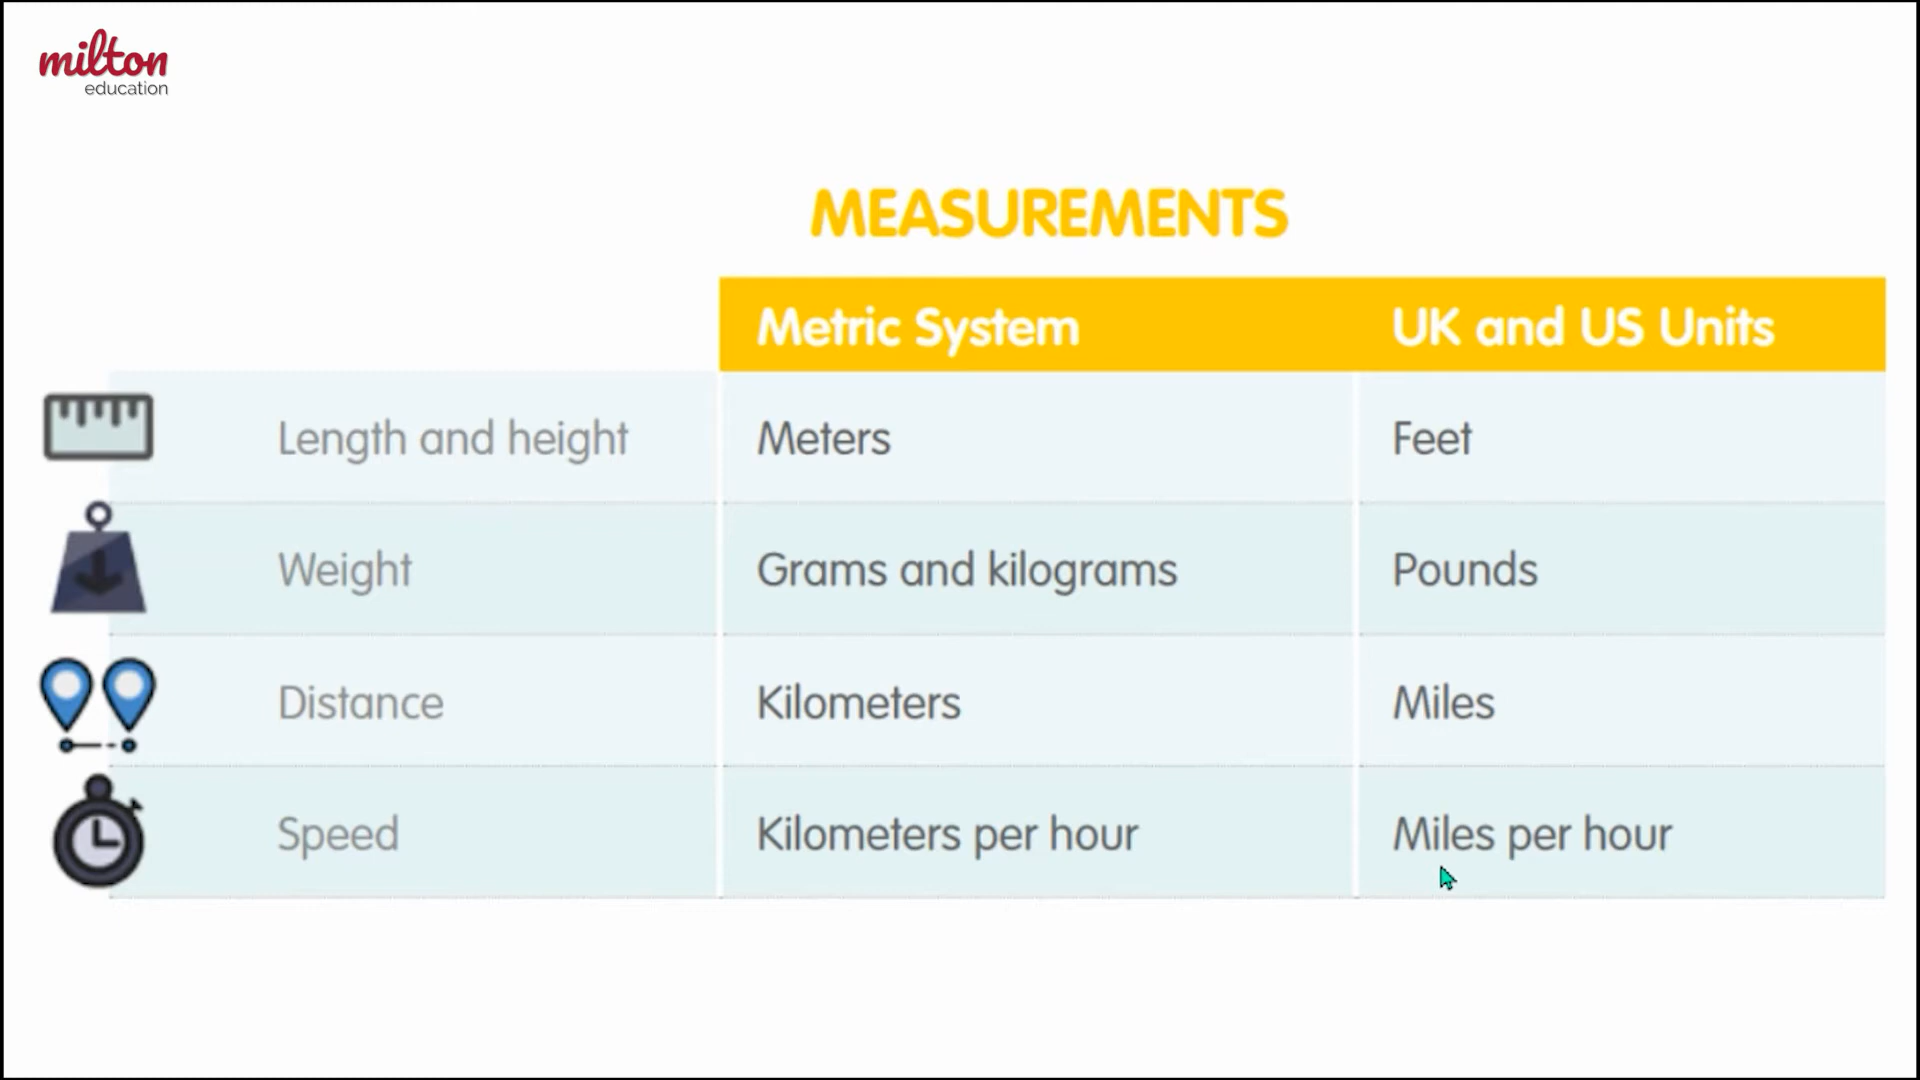 milton
education
MEASUREMENTS
Metric System UK and US Units
Length and height Meters Feet
Weight Grams and kilograms Pounds
Distance Kilometers Miles
Speed Kilometers per hour Miles per hour